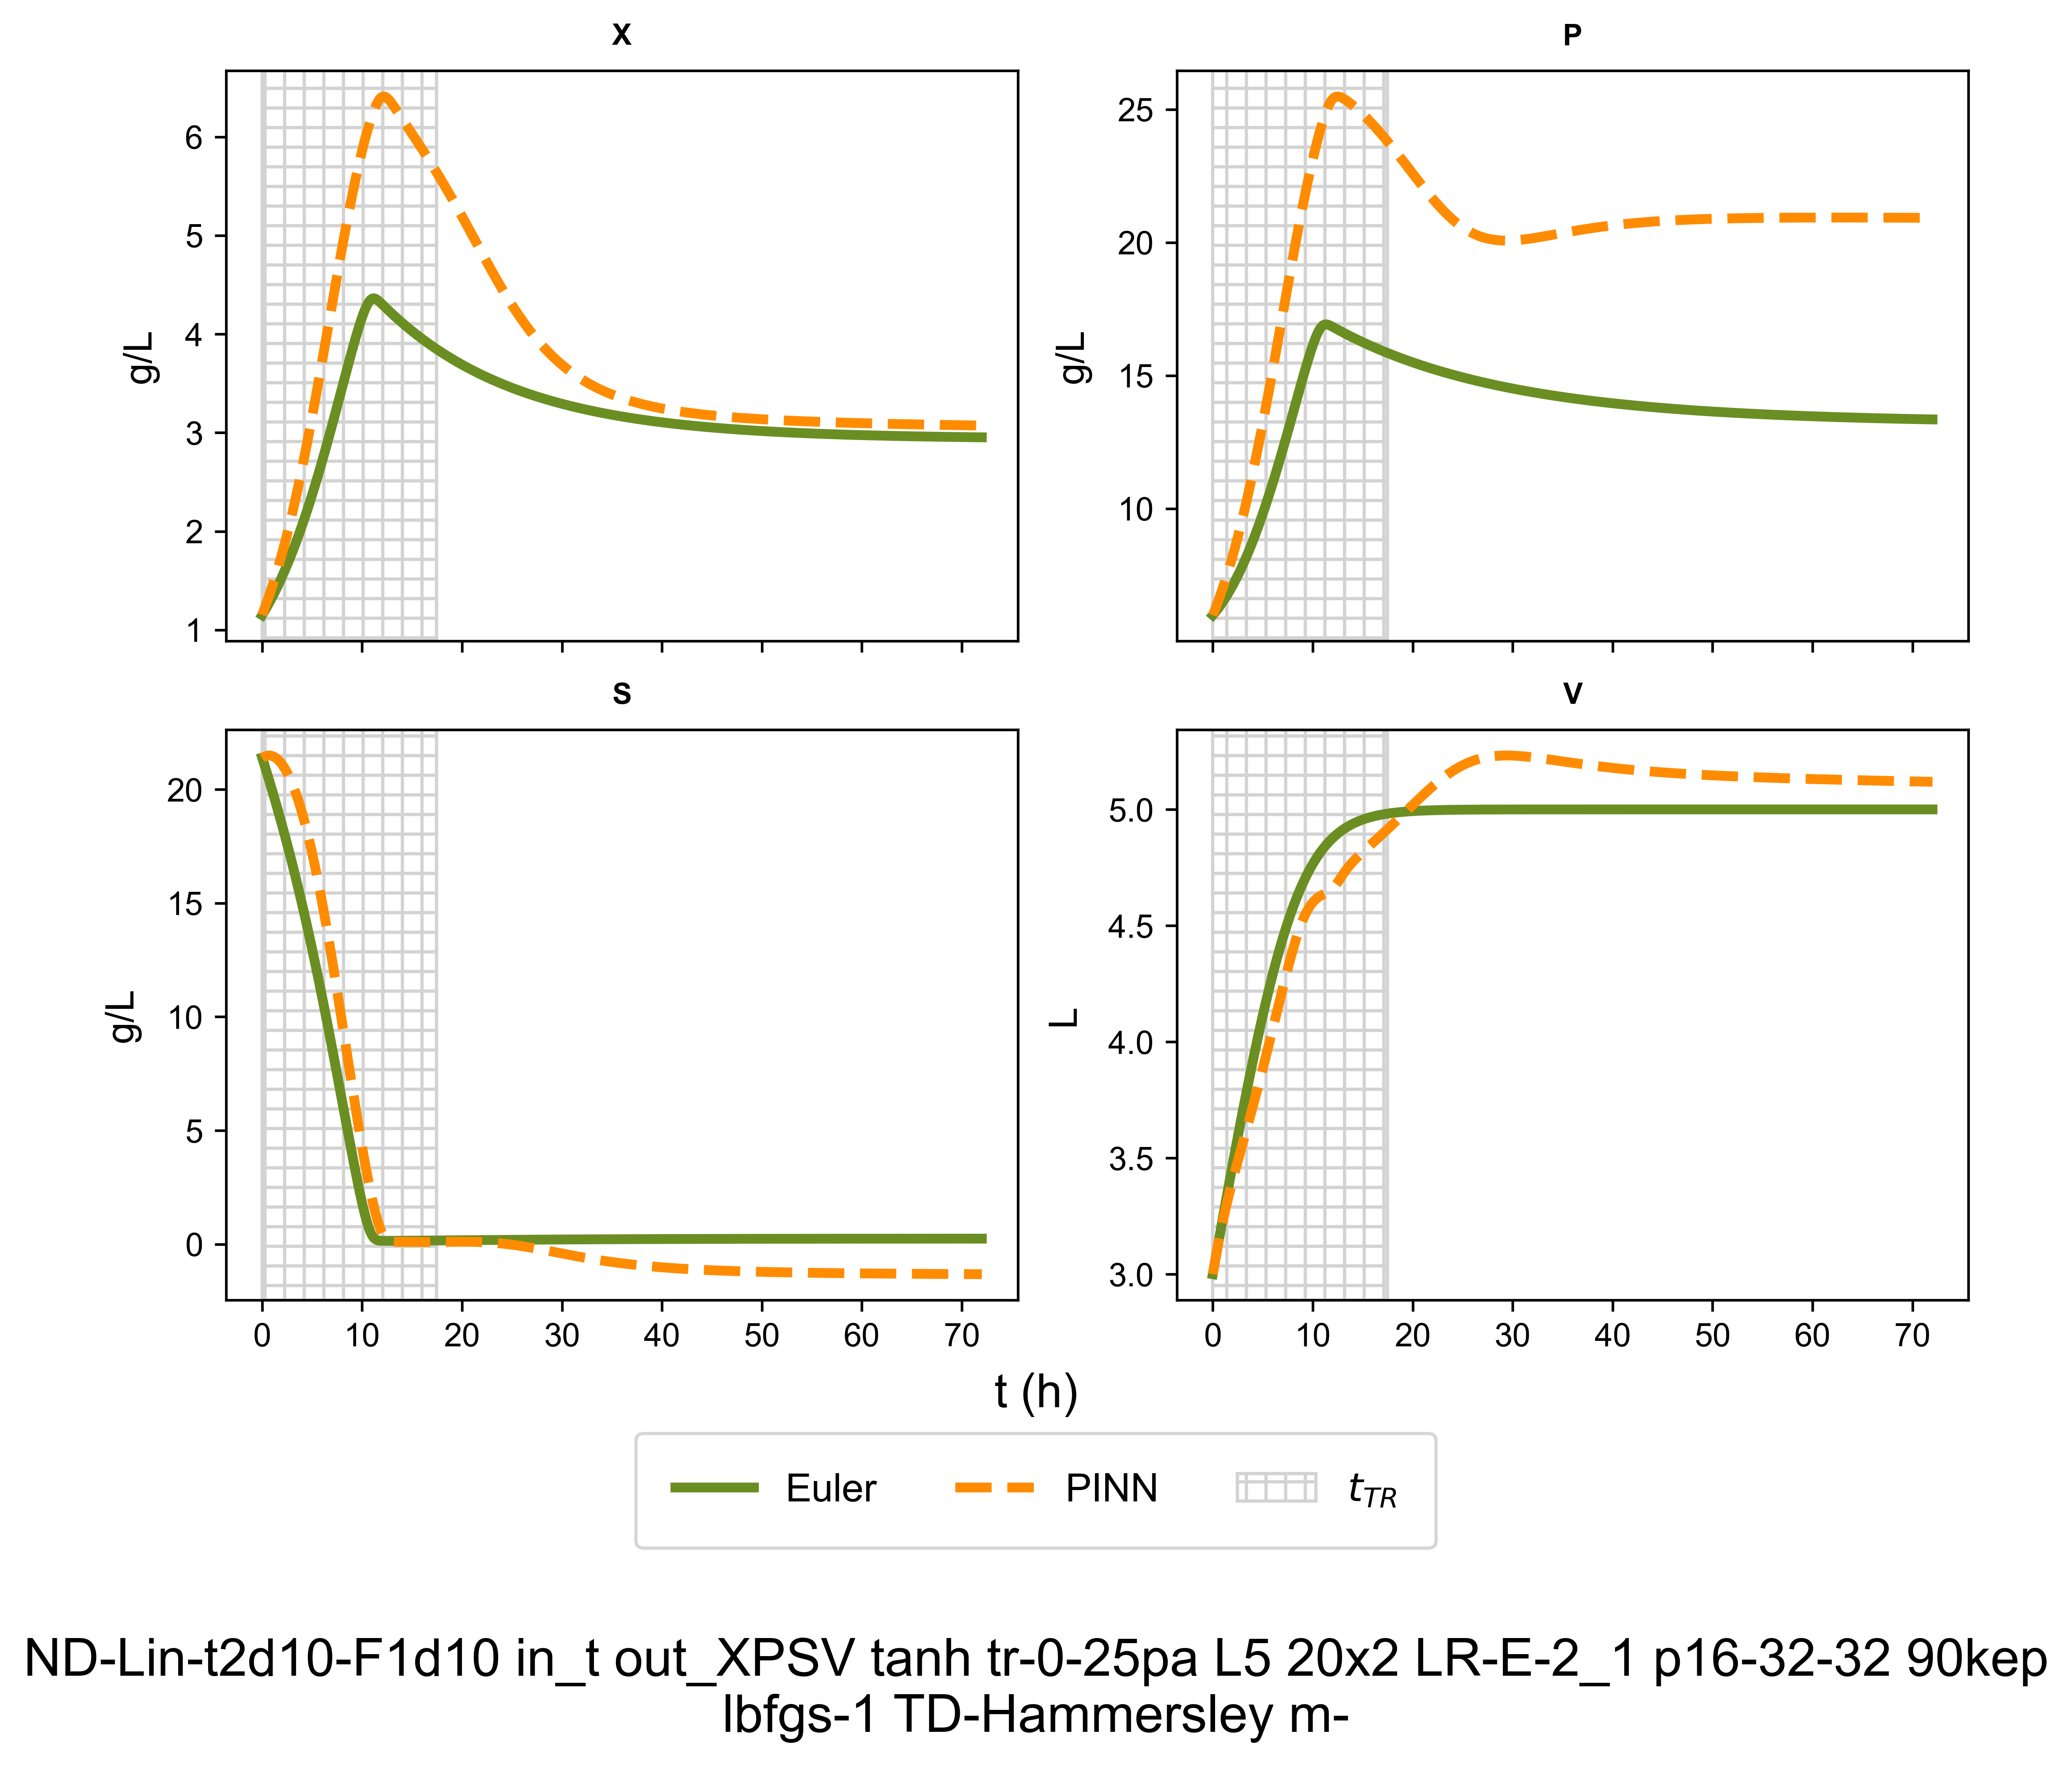 X
P
g/L
6
5
4
3
2
1
g/L
25
20
15
10
S
V
g/L
20
15
10
5
0
L
5.0
4.5
4.0
3.5
3.0
0 10 20 30 40 50 60 70
0 10 20 30 40 50 60 70
t (h)
Euler PINN t_TR
ND-Lin-t2d10-F1d10 in_t out_XPSV tanh tr-0-25pa L5 20x2 LR-E-2_1 p16-32-32 90kep
lbfgs-1 TD-Hammersley m-